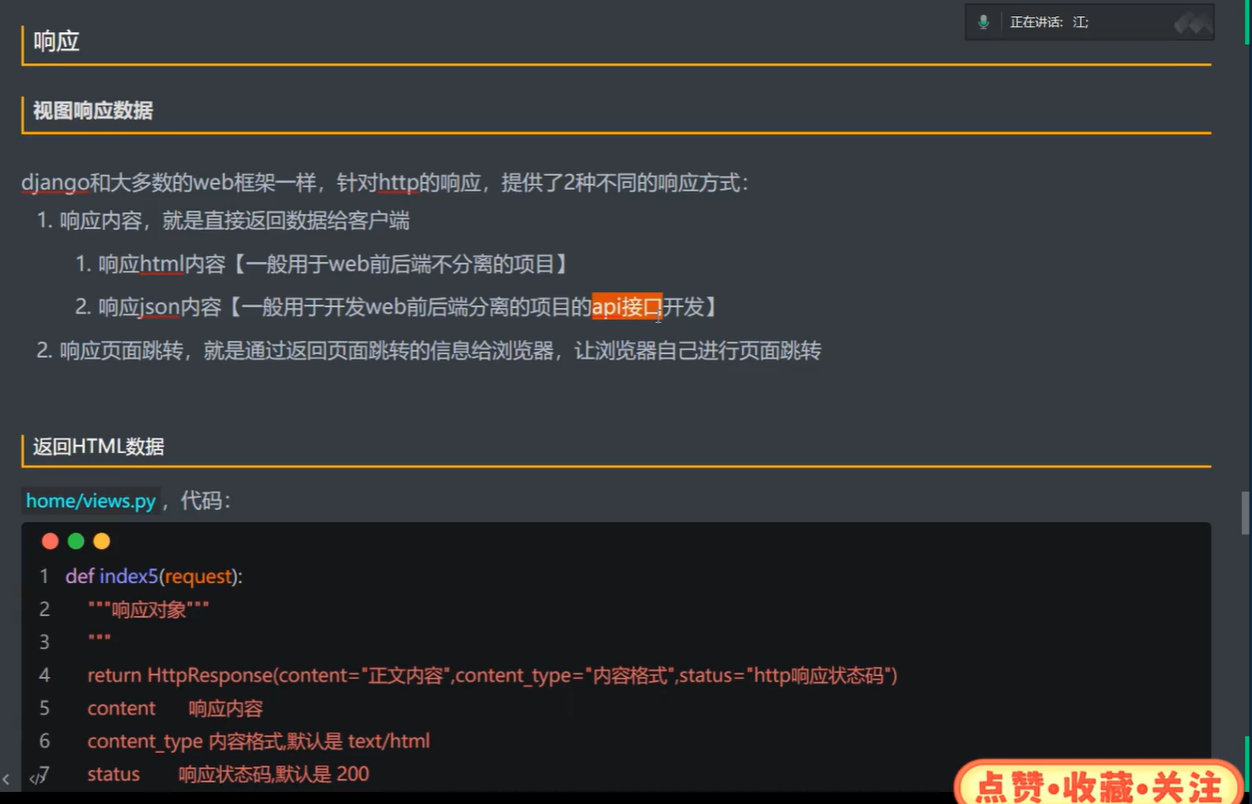 正在讲话: 江;
响应
视图响应数据
django和大多数的web框架一样，针对http的响应，提供了2种不同的响应方式：
1. 响应内容，就是直接返回数据给客户端
1. 响应html内容【一般用于web前后端不分离的项目】
2. 响应json内容【一般用于开发web前后端分离的项目的api接口开发】
2. 响应页面跳转，就是通过返回页面跳转的信息给浏览器，让浏览器自己进行页面跳转
返回HTML数据
home/views.py，代码：
1 def index5(request):
2 """响应对象"""
3 """
4 return HttpResponse(content="正文内容",content_type="内容格式",status="http响应状态码")
5 content 响应内容
6 content_type 内容格式,默认是 text/html
7 status 响应状态码,默认是 200
点赞•收藏•关注